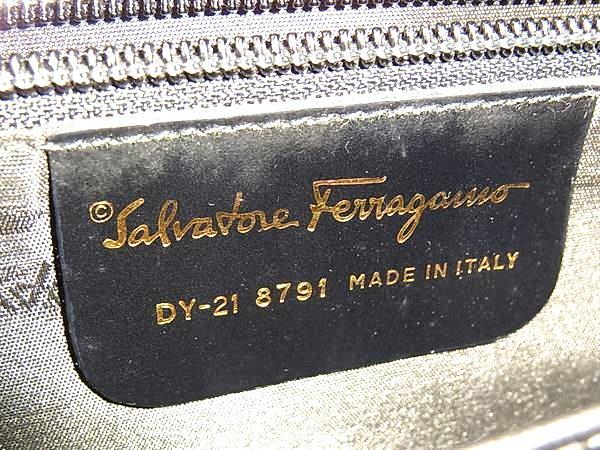 © Salvatore Ferragamo
DY-21 8791 MADE IN ITALY